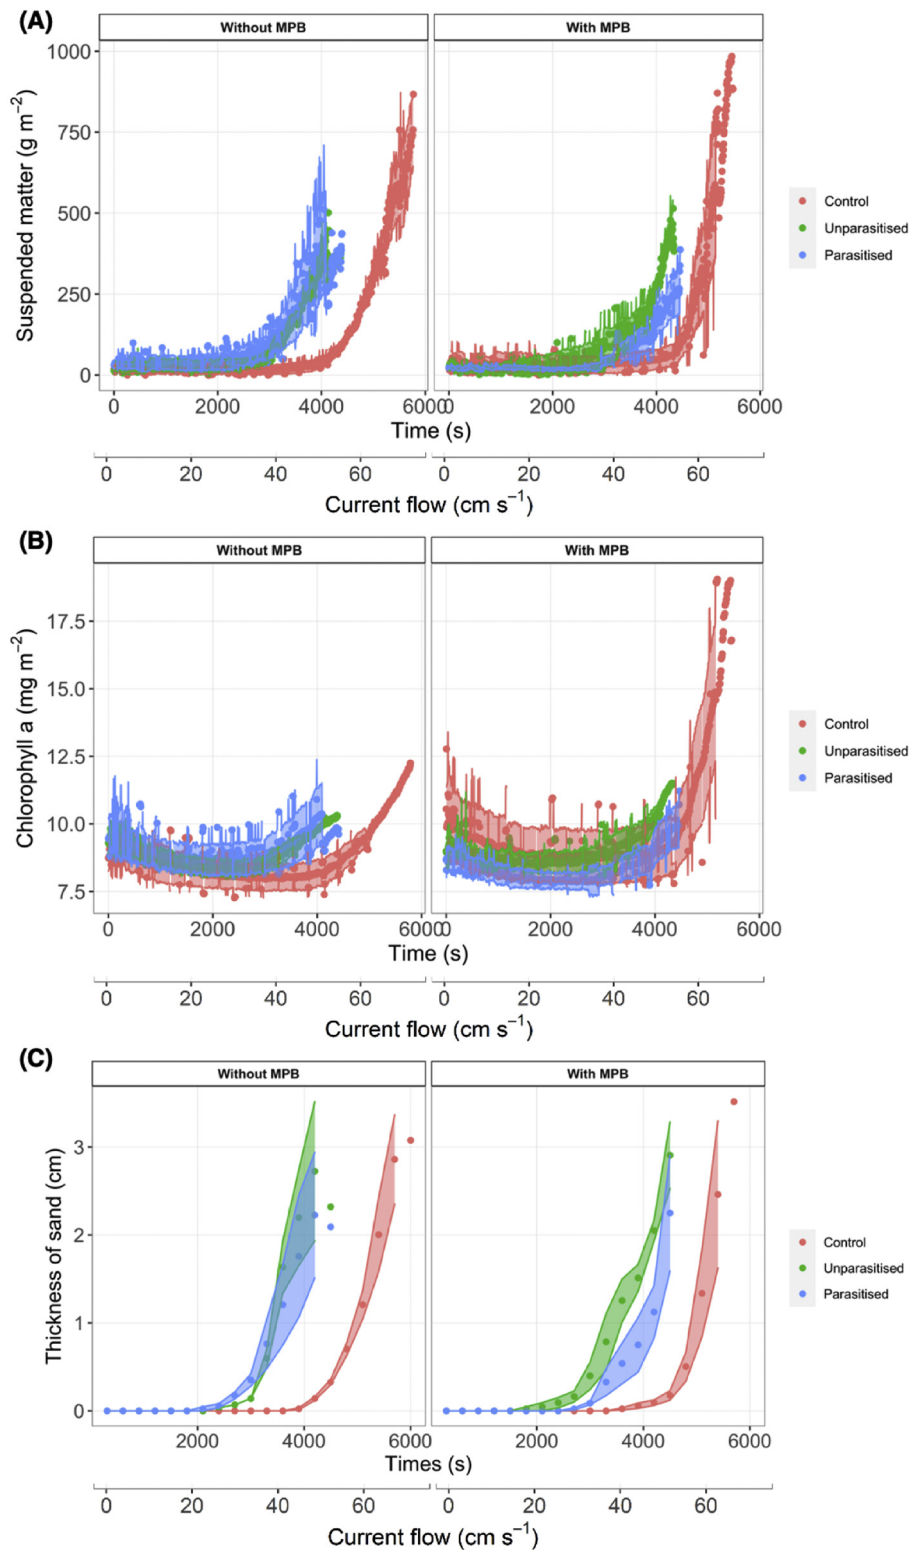 (A)
Without MPB
With MPB
1000
750
500
250
0
Suspended matter (g m⁻²)
0 2000 4000 6000
0 2000 4000 6000
Time (s)
0 20 40 60
0 20 40 60
Current flow (cm s⁻¹)
Control
Unparasitised
Parasitised
(B)
Without MPB
With MPB
17.5
15.0
12.5
10.0
7.5
Chlorophyll a (mg m⁻²)
0 2000 4000 6000
0 2000 4000 6000
Time (s)
0 20 40 60
0 20 40 60
Current flow (cm s⁻¹)
Control
Unparasitised
Parasitised
(C)
Without MPB
With MPB
3
2
1
0
Thickness of sand (cm)
2000 4000 6000
2000 4000 6000
Times (s)
0 20 40 60
0 20 40 60
Current flow (cm s⁻¹)
Control
Unparasitised
Parasitised